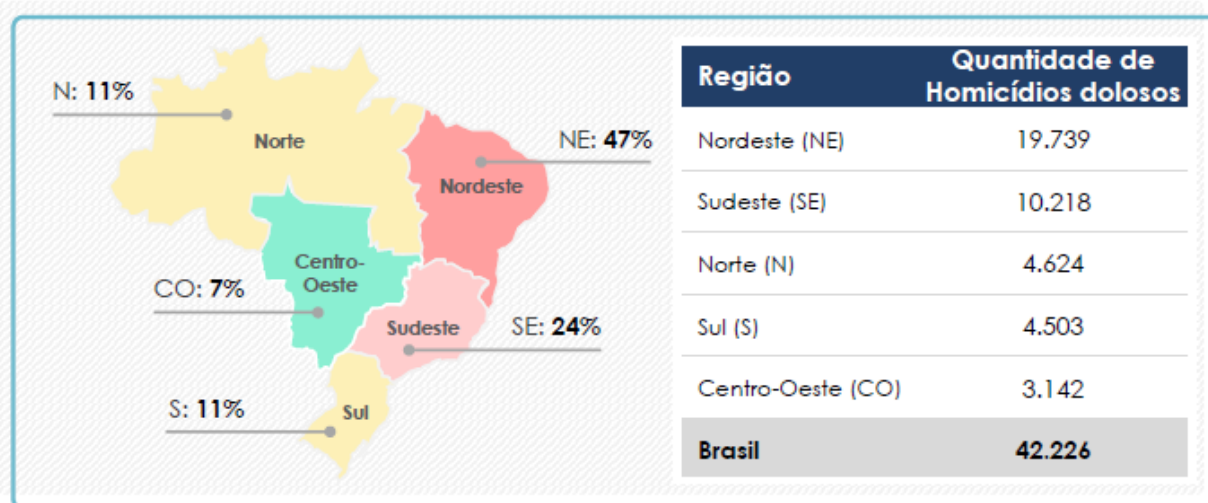 N: 11%
Norte
NE: 47%
Nordeste
Centro-
Oeste
CO: 7%
Sudeste
SE: 24%
S: 11%
Sul
Região
Quantidade de
Homicídios dolosos
Nordeste (NE) 19.739
Sudeste (SE) 10.218
Norte (N) 4.624
Sul (S) 4.503
Centro-Oeste (CO) 3.142
Brasil 42.226